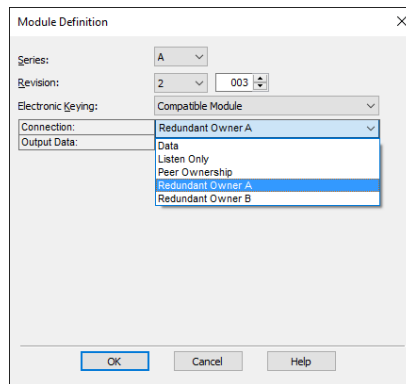 Module Definition
Series: A
Revision: 2 003
Electronic Keying: Compatible Module
Connection: Redundant Owner A
Output Data: Data
Listen Only
Peer Ownership
Redundant Owner A
Redundant Owner B
OK Cancel Help